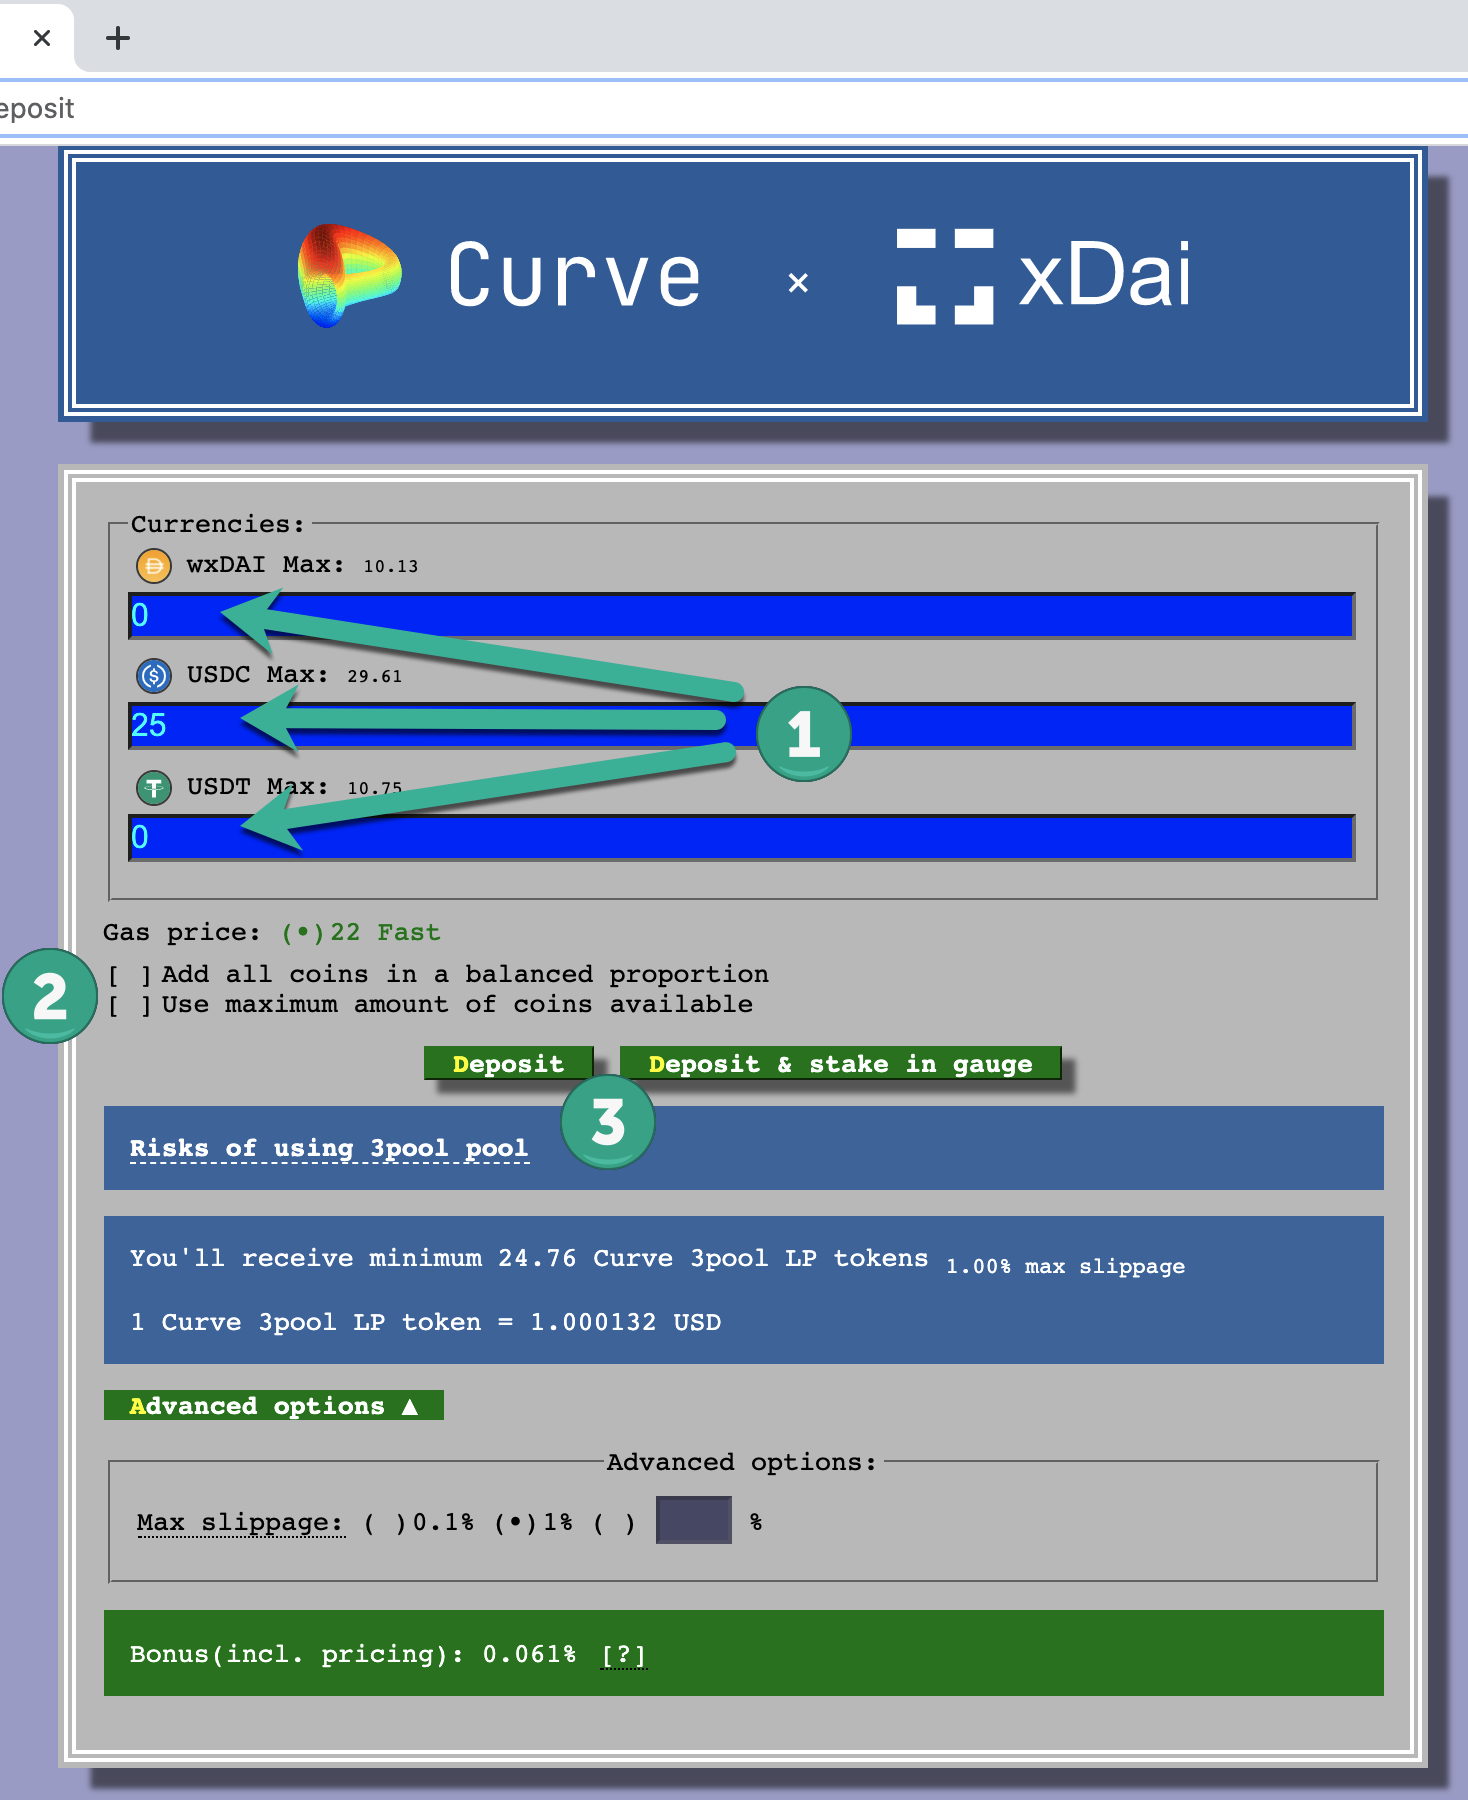 eposit
Curve × xDai
Currencies:
wxDAI Max: 10.13
0
USDC Max: 29.61
25
1
USDT Max: 10.75
0
Gas price: (•)22 Fast
2
[ ]Add all coins in a balanced proportion
[ ]Use maximum amount of coins available
Deposit Deposit & stake in gauge
3
Risks of using 3pool pool
You'll receive minimum 24.76 Curve 3pool LP tokens 1.00% max slippage
1 Curve 3pool LP token = 1.000132 USD
Advanced options ▲
Advanced options:
Max slippage: ( )0.1% (•)1% ( ) %
Bonus(incl. pricing): 0.061% [?]